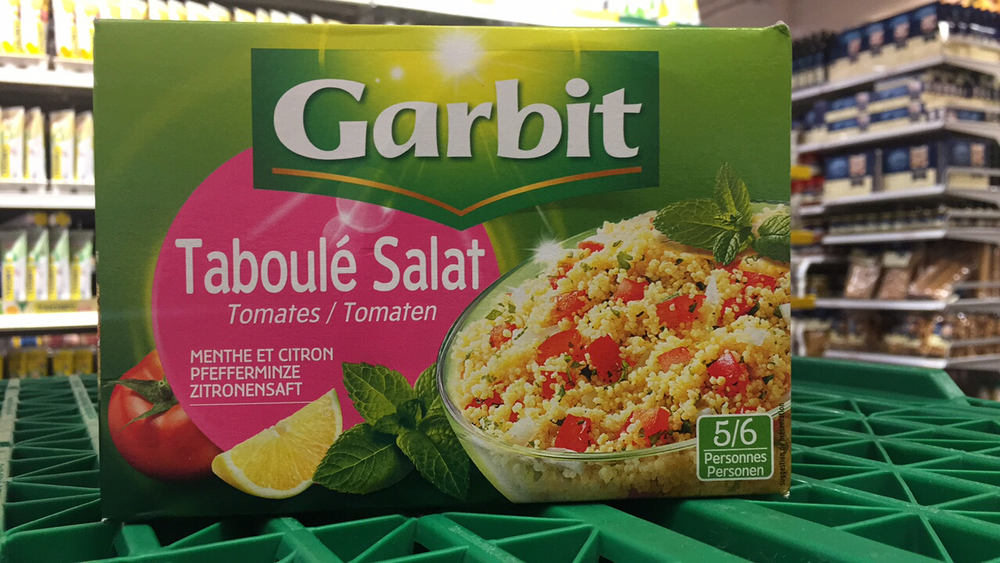 Garbit
Taboulé Salat
Tomates / Tomaten
MENTHE ET CITRON
PFEFFERMINZE
ZITRONENSAFT
5/6
Personnes
Personen